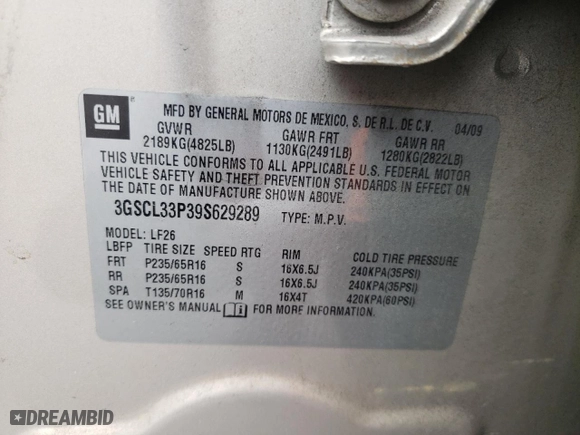 GM
MFD BY GENERAL MOTORS DE MEXICO, S. DE R.L. DE C.V. 04/09
GVWR GAWR FRT GAWR RR
2189KG(4825LB) 1130KG(2491LB) 1280KG(2822LB)
THIS VEHICLE CONFORMS TO ALL APPLICABLE U.S. FEDERAL MOTOR
VEHICLE SAFETY AND THEFT PREVENTION STANDARDS IN EFFECT ON
THE DATE OF MANUFACTURE SHOWN ABOVE.
3GSCL33P39S629289 TYPE: M.P.V.
MODEL: LF26
LBFP TIRE SIZE SPEED RTG RIM COLD TIRE PRESSURE
FRT P235/65R16 S 16X6.5J 240KPA(35PSI)
RR P235/65R16 S 16X6.5J 240KPA(35PSI)
SPA T135/70R16 M 16X4T 420KPA(60PSI)
SEE OWNER'S MANUAL FOR MORE INFORMATION.
DREAMBID